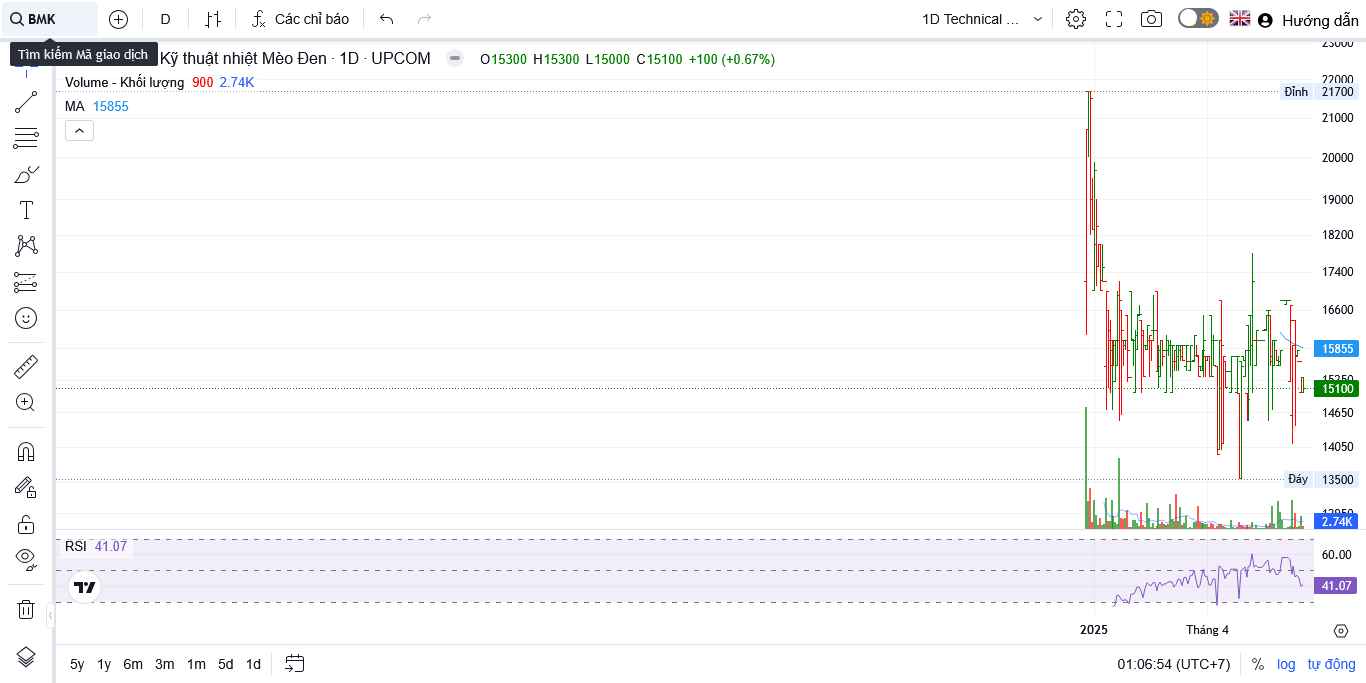 BMK
D
Các chỉ báo
1D Technical ...
Hướng dẫn
Tìm kiếm Mã giao dịch
Kỹ thuật nhiệt Mèo Đen · 1D · UPCOM
O15300 H15300 L15000 C15100 +100 (+0.67%)
Volume - Khối lượng 900 2.74K
MA 15855
23000
22000
Đỉnh 21700
21000
20000
19000
18200
17400
16600
15855
15250
15100
14650
14050
Đáy 13500
2.74K
RSI 41.07
60.00
41.07
2025
Tháng 4
5y 1y 6m 3m 1m 5d 1d
01:06:54 (UTC+7)
% log tự động